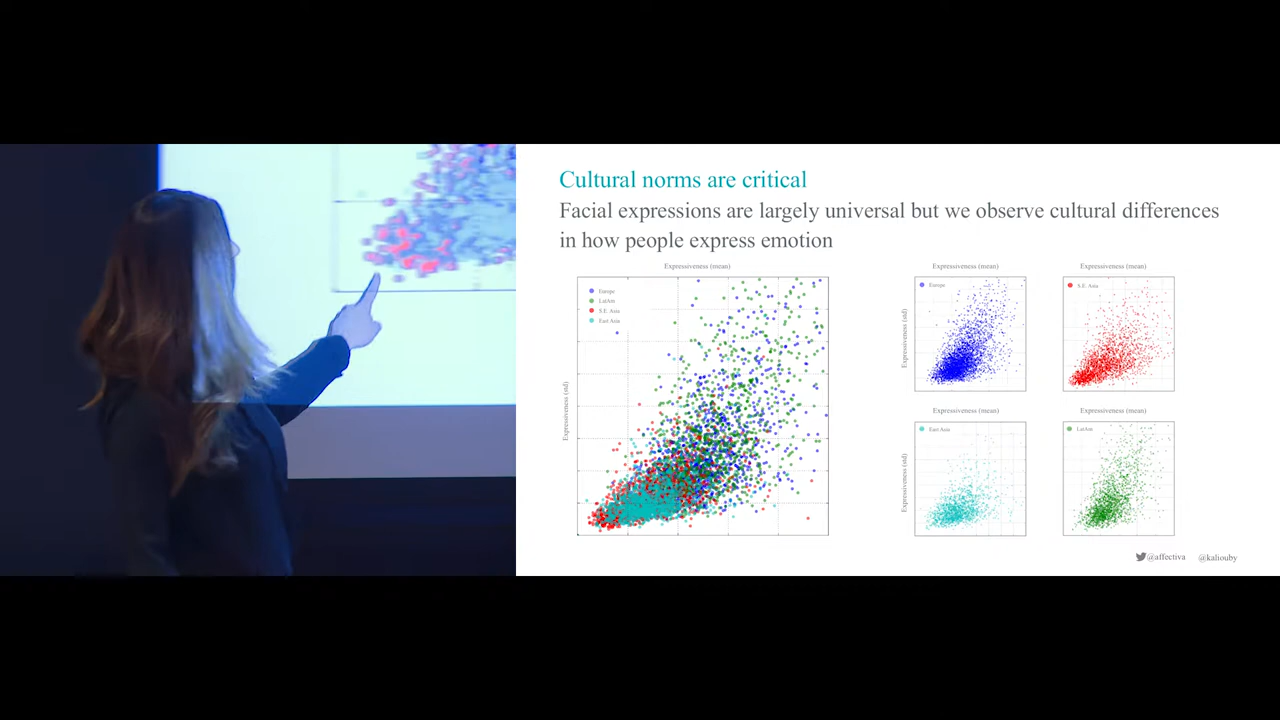 Cultural norms are critical
Facial expressions are largely universal but we observe cultural differences
in how people express emotion
Expressiveness (mean)
Expressiveness (std)
Europe
LatAm
S.E. Asia
East Asia
Expressiveness (mean)
Expressiveness (std)
Europe
Expressiveness (mean)
S.E. Asia
Expressiveness (mean)
Expressiveness (std)
East Asia
Expressiveness (mean)
LatAm
@affectiva @kaliouby